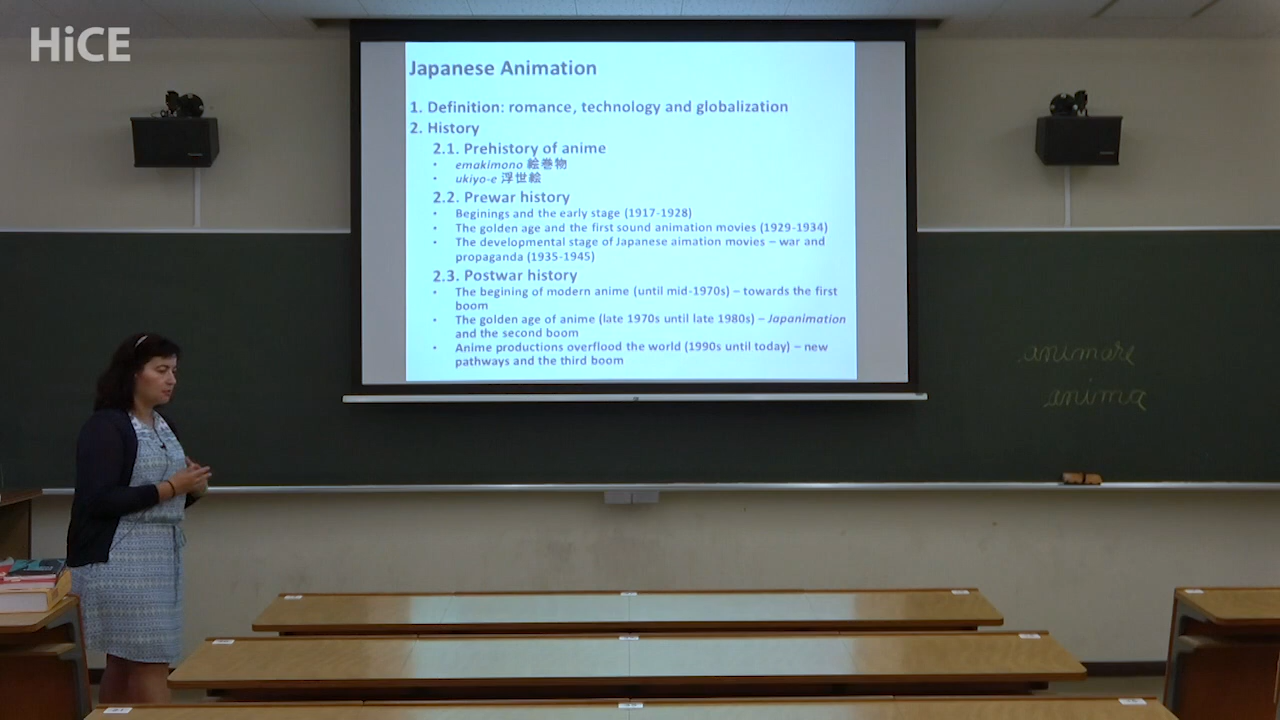 HiCE
Japanese Animation
1. Definition: romance, technology and globalization
2. History
2.1. Prehistory of anime
• emakimono 絵巻物
• ukiyo-e 浮世絵
2.2. Prewar history
• Beginings and the early stage (1917-1928)
• The golden age and the first sound animation movies (1929-1934)
• The developmental stage of Japanese aimation movies – war and
propaganda (1935-1945)
2.3. Postwar history
• The begining of modern anime (until mid-1970s) – towards the first
boom
• The golden age of anime (late 1970s until late 1980s) – Japanimation
and the second boom
• Anime productions overflood the world (1990s until today) – new
pathways and the third boom
animare
anima